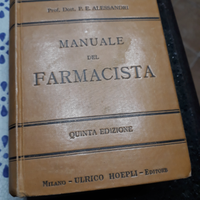 Prof. Dott. P. E. ALESSANDRI
MANUALE
DEL
FARMACISTA
QUINTA EDIZIONE
MILANO - ULRICO HOEPLI - EDITORE